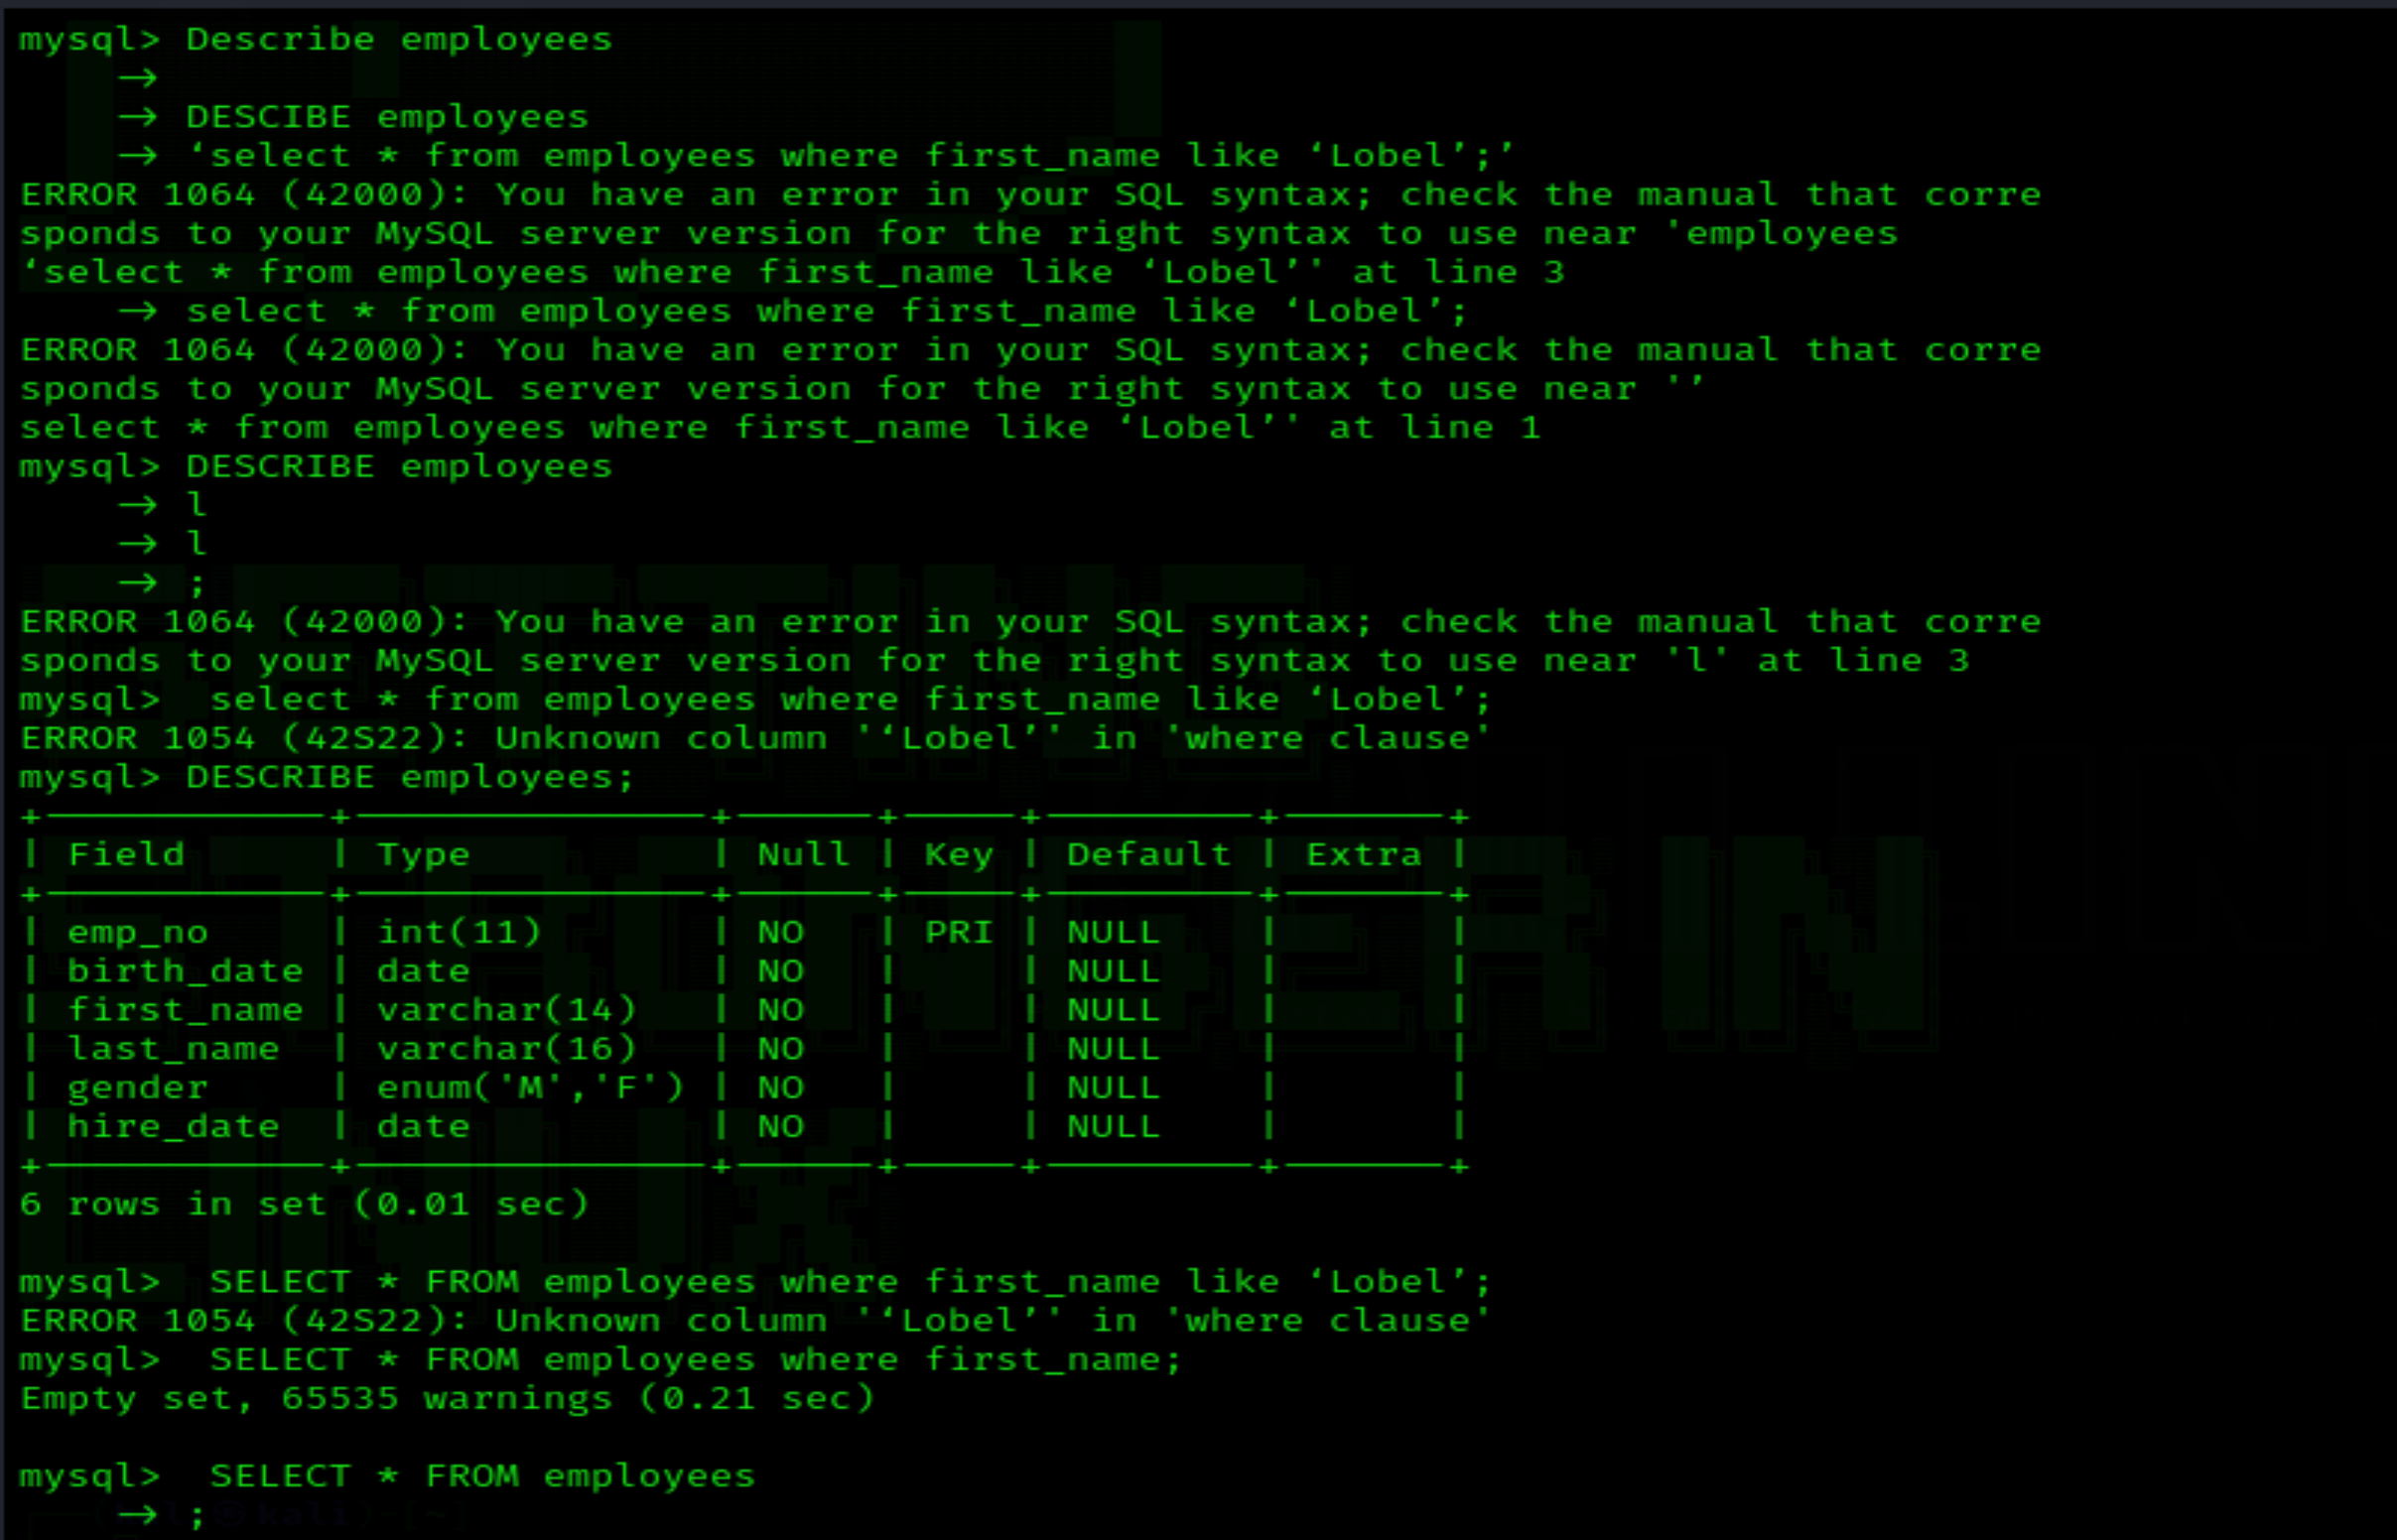 mysql> Describe employees
    →
    → DESCIBE employees
    → ‘select * from employees where first_name like ‘Lobel’;’
ERROR 1064 (42000): You have an error in your SQL syntax; check the manual that corre
sponds to your MySQL server version for the right syntax to use near 'employees
‘select * from employees where first_name like ‘Lobel’' at line 3
    → select * from employees where first_name like ‘Lobel’;
ERROR 1064 (42000): You have an error in your SQL syntax; check the manual that corre
sponds to your MySQL server version for the right syntax to use near '’
select * from employees where first_name like ‘Lobel’' at line 1
mysql> DESCRIBE employees
    → l
    → l
    → ;
ERROR 1064 (42000): You have an error in your SQL syntax; check the manual that corre
sponds to your MySQL server version for the right syntax to use near 'l' at line 3
mysql>  select * from employees where first_name like ‘Lobel’;
ERROR 1054 (42S22): Unknown column '‘Lobel’' in 'where clause'
mysql> DESCRIBE employees;
+────────────+───────────────+──────+─────+─────────+───────+
| Field      | Type          | Null | Key | Default | Extra |
+────────────+───────────────+──────+─────+─────────+───────+
| emp_no     | int(11)       | NO   | PRI | NULL    |       |
| birth_date | date          | NO   |     | NULL    |       |
| first_name | varchar(14)   | NO   |     | NULL    |       |
| last_name  | varchar(16)   | NO   |     | NULL    |       |
| gender     | enum('M','F') | NO   |     | NULL    |       |
| hire_date  | date          | NO   |     | NULL    |       |
+────────────+───────────────+──────+─────+─────────+───────+
6 rows in set (0.01 sec)
mysql>  SELECT * FROM employees where first_name like ‘Lobel’;
ERROR 1054 (42S22): Unknown column '‘Lobel’' in 'where clause'
mysql>  SELECT * FROM employees where first_name;
Empty set, 65535 warnings (0.21 sec)
mysql>  SELECT * FROM employees
    → ;